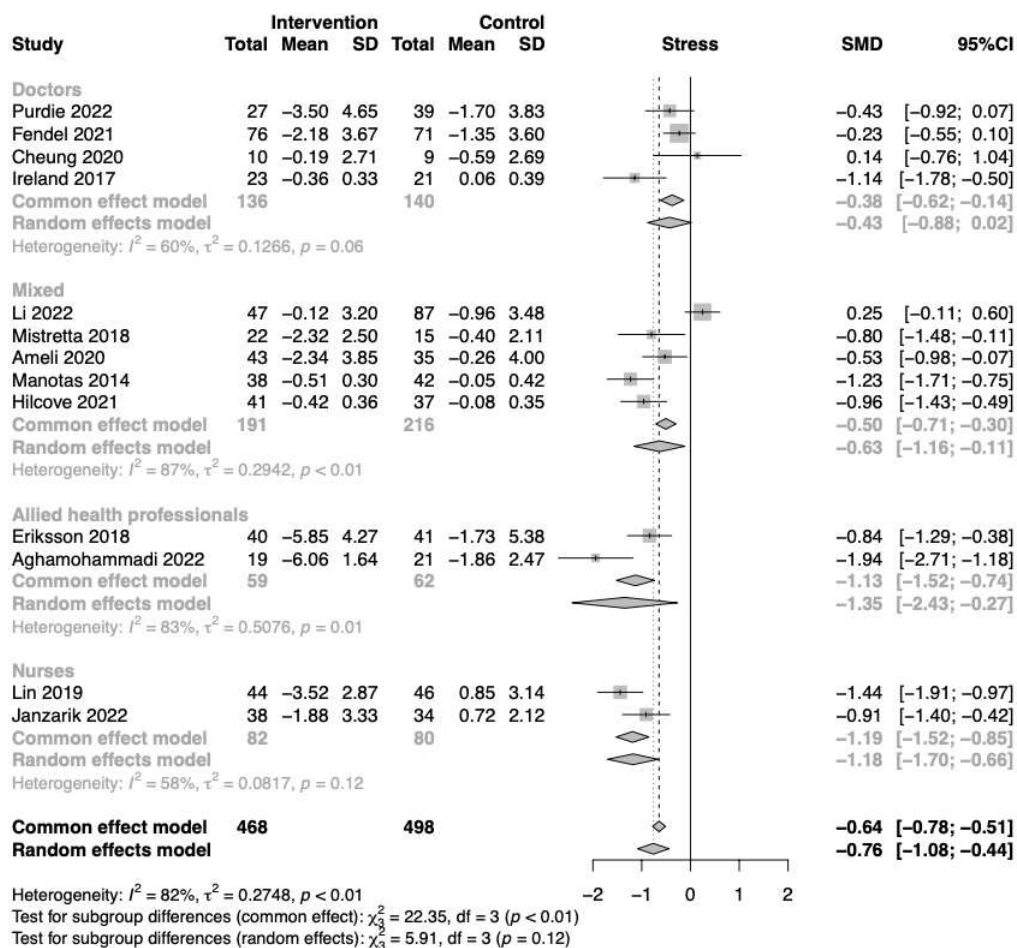 Intervention Control
Study Total Mean SD Total Mean SD Stress SMD 95%CI
Doctors
Purdie 2022 27 −3.50 4.65 39 −1.70 3.83 −0.43 [−0.92; 0.07]
Fendel 2021 76 −2.18 3.67 71 −1.35 3.60 −0.23 [−0.55; 0.10]
Cheung 2020 10 −0.19 2.71 9 −0.59 2.69 0.14 [−0.76; 1.04]
Ireland 2017 23 −0.36 0.33 21 0.06 0.39 −1.14 [−1.78; −0.50]
Common effect model 136 140 −0.38 [−0.62; −0.14]
Random effects model −0.43 [−0.88; 0.02]
Heterogeneity: I² = 60%, τ² = 0.1266, p = 0.06
Mixed
Li 2022 47 −0.12 3.20 87 −0.96 3.48 0.25 [−0.11; 0.60]
Mistretta 2018 22 −2.32 2.50 15 −0.40 2.11 −0.80 [−1.48; −0.11]
Ameli 2020 43 −2.34 3.85 35 −0.26 4.00 −0.53 [−0.98; −0.07]
Manotas 2014 38 −0.51 0.30 42 −0.05 0.42 −1.23 [−1.71; −0.75]
Hilcove 2021 41 −0.42 0.36 37 −0.08 0.35 −0.96 [−1.43; −0.49]
Common effect model 191 216 −0.50 [−0.71; −0.30]
Random effects model −0.63 [−1.16; −0.11]
Heterogeneity: I² = 87%, τ² = 0.2942, p < 0.01
Allied health professionals
Eriksson 2018 40 −5.85 4.27 41 −1.73 5.38 −0.84 [−1.29; −0.38]
Aghamohammadi 2022 19 −6.06 1.64 21 −1.86 2.47 −1.94 [−2.71; −1.18]
Common effect model 59 62 −1.13 [−1.52; −0.74]
Random effects model −1.35 [−2.43; −0.27]
Heterogeneity: I² = 83%, τ² = 0.5076, p = 0.01
Nurses
Lin 2019 44 −3.52 2.87 46 0.85 3.14 −1.44 [−1.91; −0.97]
Janzarik 2022 38 −1.88 3.33 34 0.72 2.12 −0.91 [−1.40; −0.42]
Common effect model 82 80 −1.19 [−1.52; −0.85]
Random effects model −1.18 [−1.70; −0.66]
Heterogeneity: I² = 58%, τ² = 0.0817, p = 0.12
Common effect model 468 498 −0.64 [−0.78; −0.51]
Random effects model −0.76 [−1.08; −0.44]
−2 −1 0 1 2
Heterogeneity: I² = 82%, τ² = 0.2748, p < 0.01
Test for subgroup differences (common effect): χ²₃ = 22.35, df = 3 (p < 0.01)
Test for subgroup differences (random effects): χ²₃ = 5.91, df = 3 (p = 0.12)